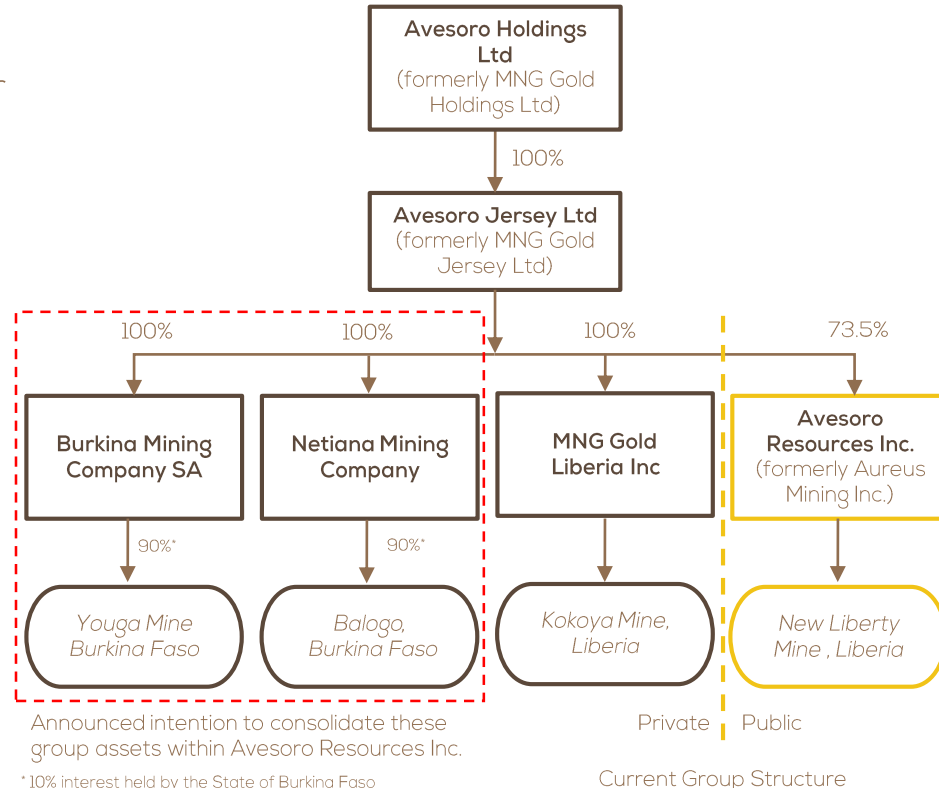 Avesoro Holdings
Ltd
(formerly MNG Gold
Holdings Ltd)
100%
Avesoro Jersey Ltd
(formerly MNG Gold
Jersey Ltd)
100%
100%
100%
73.5%
Burkina Mining
Company SA
Netiana Mining
Company
MNG Gold
Liberia Inc
Avesoro
Resources Inc.
(formerly Aureus
Mining Inc.)
90%*
90%*
Youga Mine
Burkina Faso
Balogo,
Burkina Faso
Kokoya Mine,
Liberia
New Liberty
Mine , Liberia
Announced intention to consolidate these
group assets within Avesoro Resources Inc.
Private
Public
* 10% interest held by the State of Burkina Faso
Current Group Structure